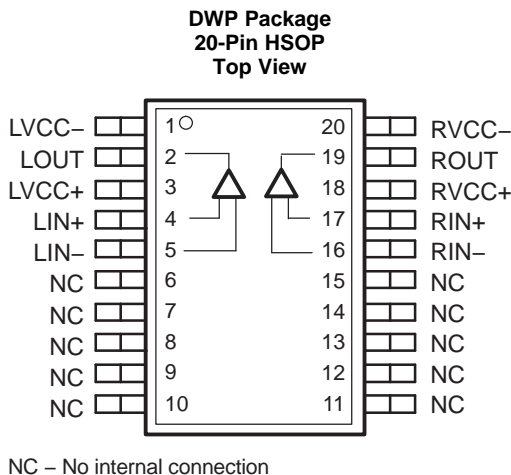 DWP Package
20-Pin HSOP
Top View
LVCC– 1 20 RVCC–
LOUT 2 19 ROUT
LVCC+ 3 18 RVCC+
LIN+ 4 17 RIN+
LIN– 5 16 RIN–
NC 6 15 NC
NC 7 14 NC
NC 8 13 NC
NC 9 12 NC
NC 10 11 NC
NC – No internal connection